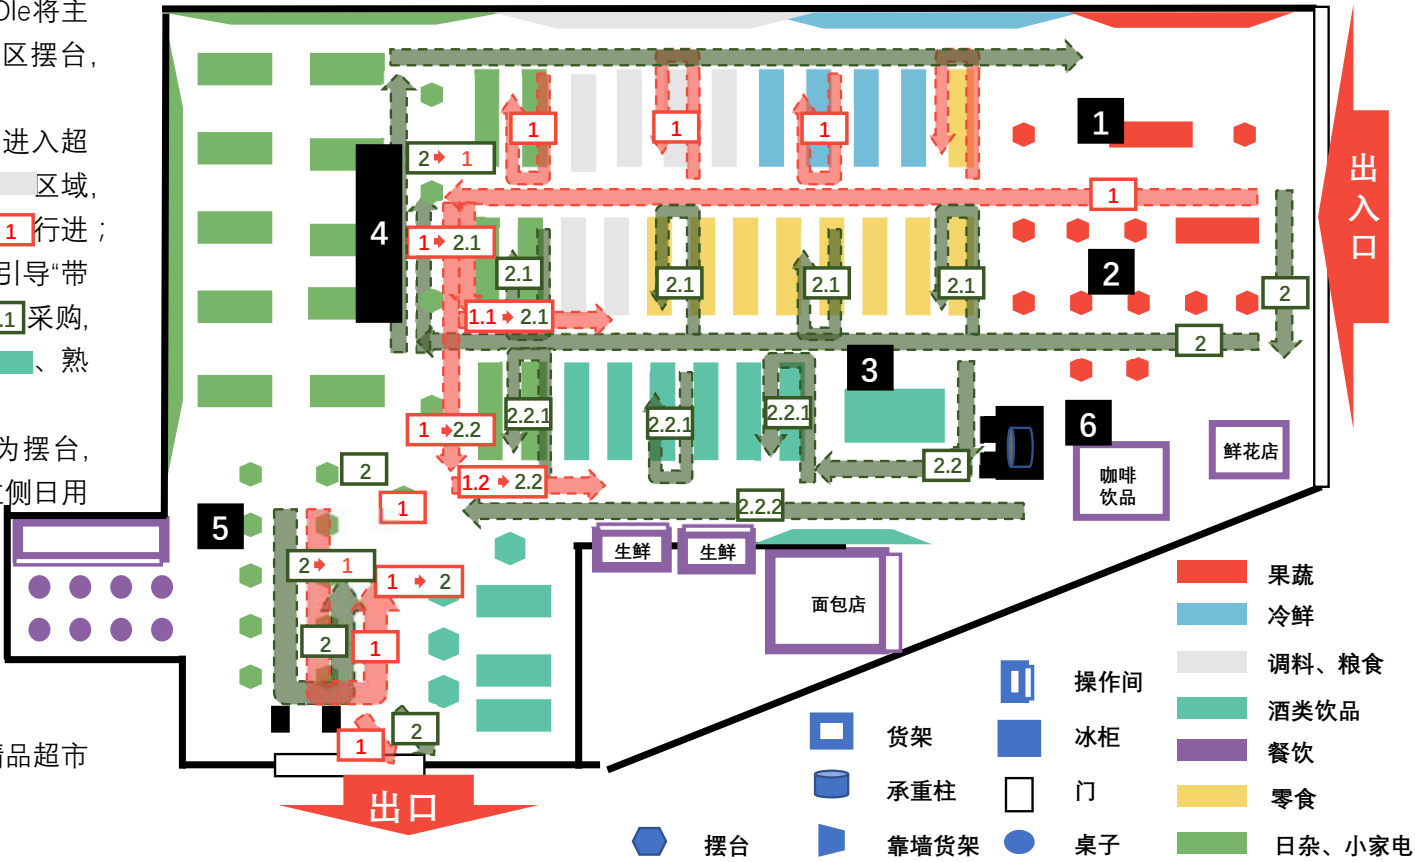 Ole将主
区摆台，
进入超
区域，
1 行进；
引导“带
.1 采购，
、熟
为摆台，
侧日用
品超市
1
出
入
口
2 → 1
1
1
1
1
4
1 → 2.1
2.1
2.1
2.1
2.1
2
2
1.1 → 2.1
2
3
1 → 2.2
2.2.1
2.2.1
2.2.1
2.2
6
咖啡
饮品
鲜花店
2
1.2 → 2.2
1
2.2.2
5
生鲜
生鲜
2 → 1
1 → 2
面包店
2
1
1
2
出口
果蔬
冷鲜
调料、粮食
酒类饮品
餐饮
零食
日杂、小家电
操作间
货架
冰柜
承重柱
门
摆台
靠墙货架
桌子